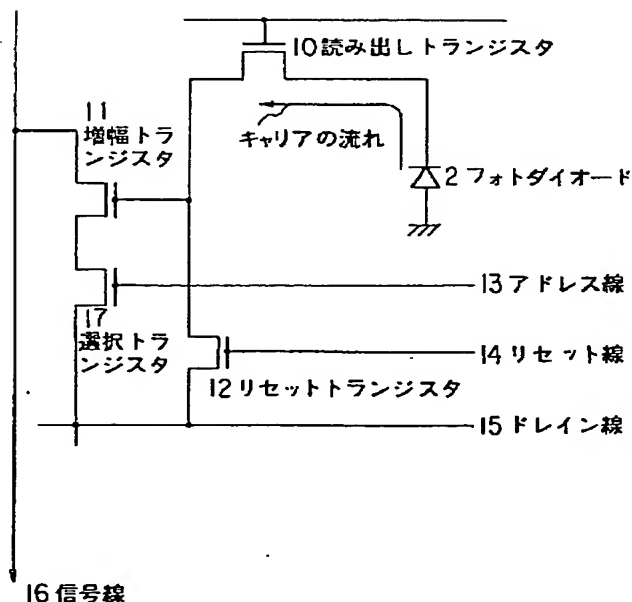 10読み出しトランジスタ
11
増幅トラ
ンジスタ
キャリアの流れ
2フォトダイオード
13アドレス線
17
選択トラ
ンジスタ
14リセット線
12リセットトランジスタ
15ドレイン線
16信号線